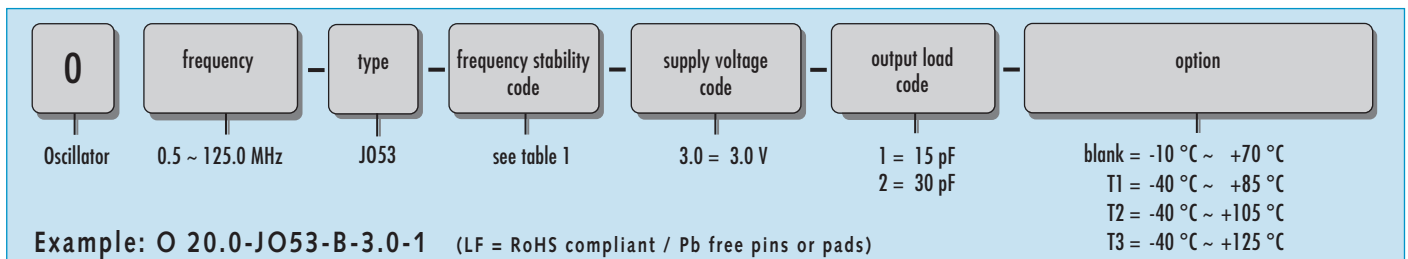 O
frequency
–
type
–
frequency stability
code
–
supply voltage
code
–
output load
code
–
option
Oscillator
0.5 ~ 125.0 MHz
JO53
see table 1
3.0 = 3.0 V
1 = 15 pF
2 = 30 pF
blank = -10 °C ~ +70 °C
T1 = -40 °C ~ +85 °C
T2 = -40 °C ~ +105 °C
T3 = -40 °C ~ +125 °C
Example: O 20.0-JO53-B-3.0-1 (LF = RoHS compliant / Pb free pins or pads)